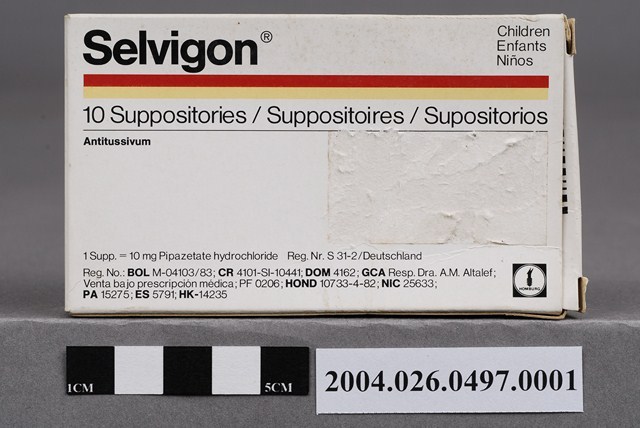 Selvigon®
Children
Enfants
Niños
10 Suppositories / Suppositoires / Supositorios
Antitussivum
1 Supp. = 10 mg Pipazetate hydrochloride Reg. Nr. S 31-2/Deutschland
Reg. No.: BOL M-04103/83; CR 4101-SI-10441; DOM 4162; GCA Resp. Dra. A.M. Altalef;
Venta bajo prescripción médica; PF 0206; HOND 10733-4-82; NIC 25633;
PA 15275; ES 5791; HK-14235
HOMBURG
1CM
5CM
2004.026.0497.0001